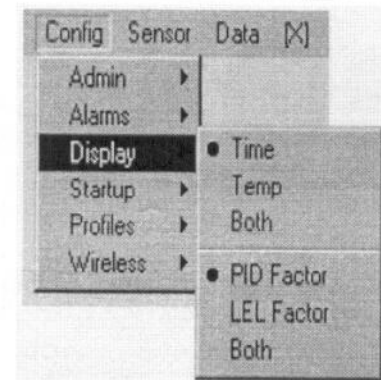 Config Sensor Data [X]
Admin
Alarms
Display
Startup
Profiles
Wireless
Time
Temp
Both
PID Factor
LEL Factor
Both